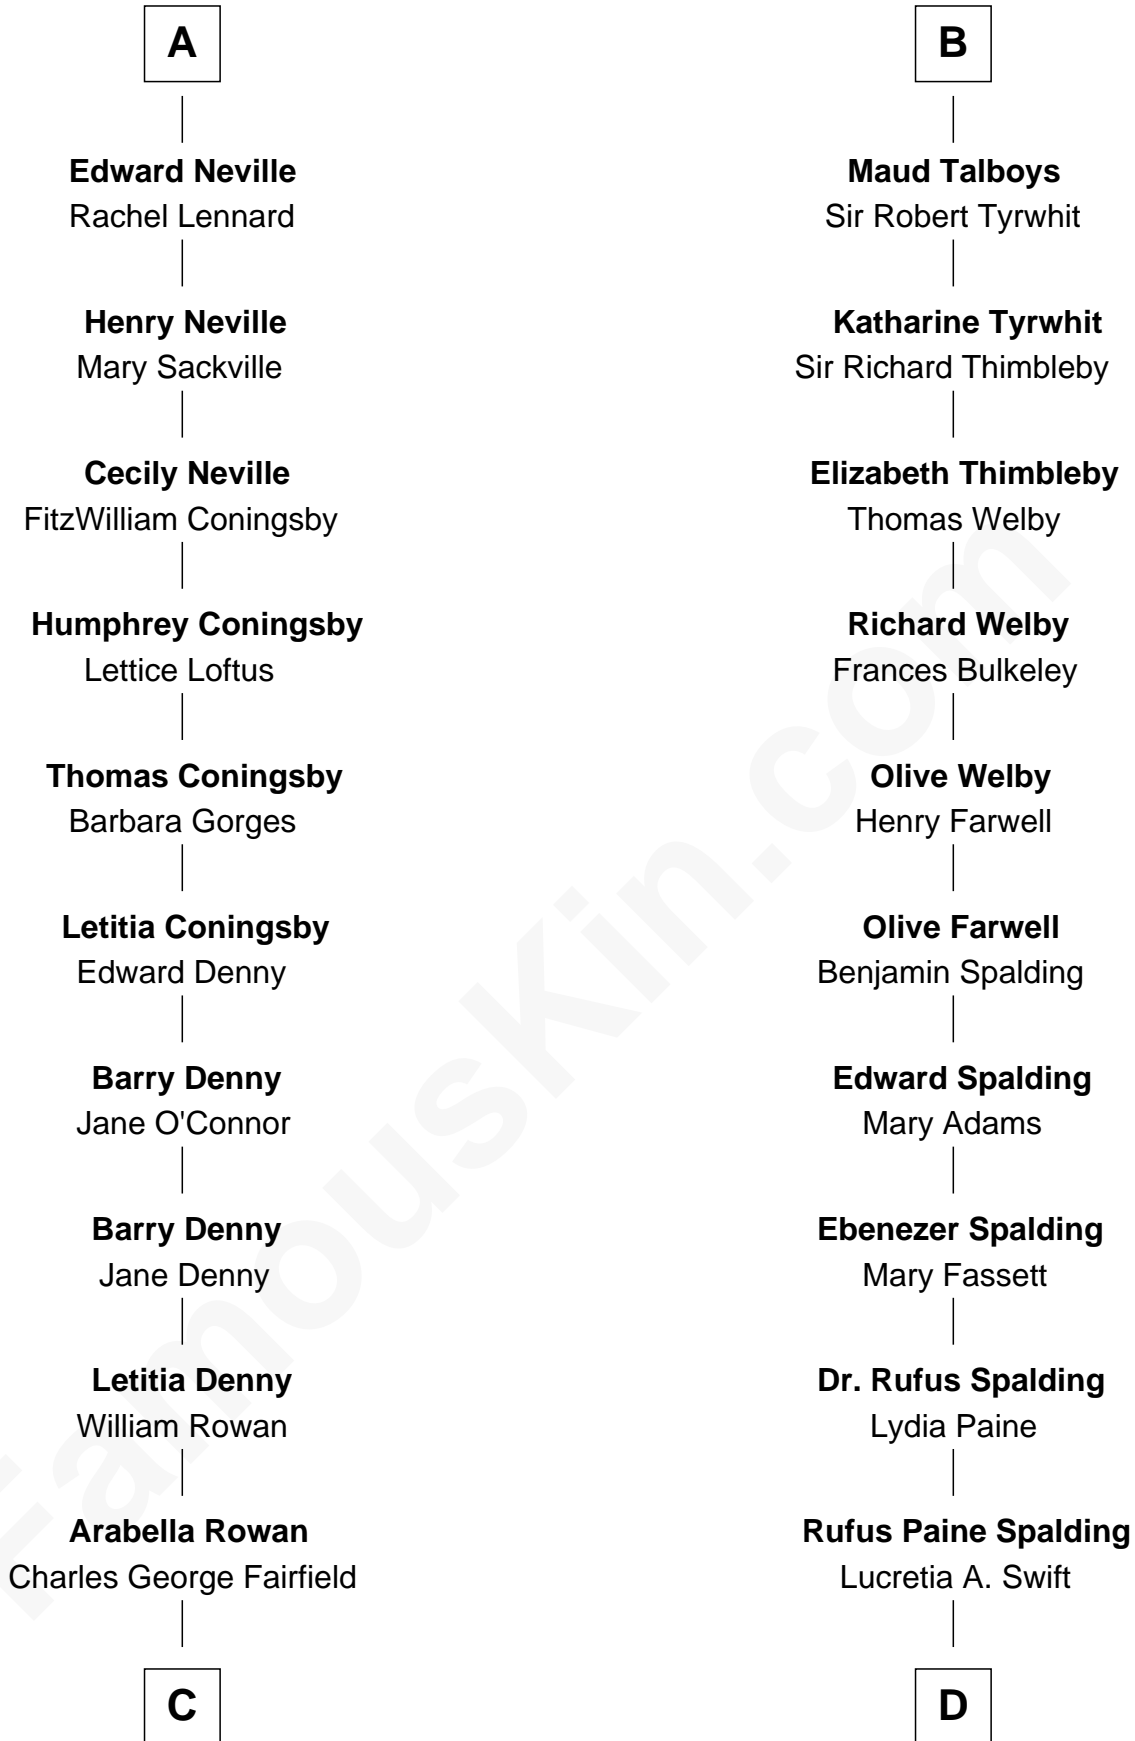 A
Edward Neville
Rachel Lennard
Henry Neville
Mary Sackville
Cecily Neville
FitzWilliam Coningsby
Humphrey Coningsby
Lettice Loftus
Thomas Coningsby
Barbara Gorges
Letitia Coningsby
Edward Denny
Barry Denny
Jane O'Connor
Barry Denny
Jane Denny
Letitia Denny
William Rowan
Arabella Rowan
Charles George Fairfield
C
B
Maud Talboys
Sir Robert Tyrwhit
Katharine Tyrwhit
Sir Richard Thimbleby
Elizabeth Thimbleby
Thomas Welby
Richard Welby
Frances Bulkeley
Olive Welby
Henry Farwell
Olive Farwell
Benjamin Spalding
Edward Spalding
Mary Adams
Ebenezer Spalding
Mary Fassett
Dr. Rufus Spalding
Lydia Paine
Rufus Paine Spalding
Lucretia A. Swift
D
FamousKin.com